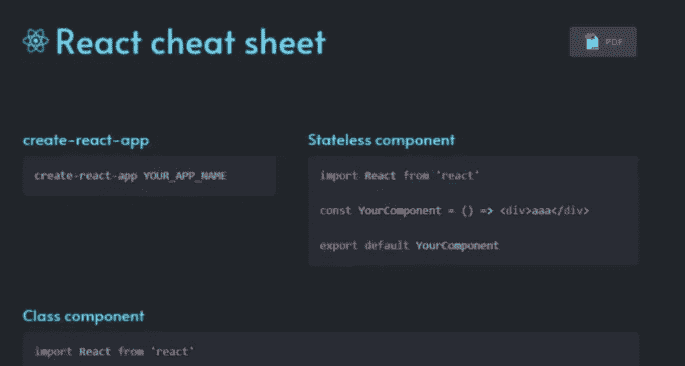 React cheat sheet
PDF
create-react-app
create-react-app YOUR_APP_NAME
Stateless component
import React from 'react'
const YourComponent = () => <div>aaa</div>
export default YourComponent
Class component
import React from 'react'